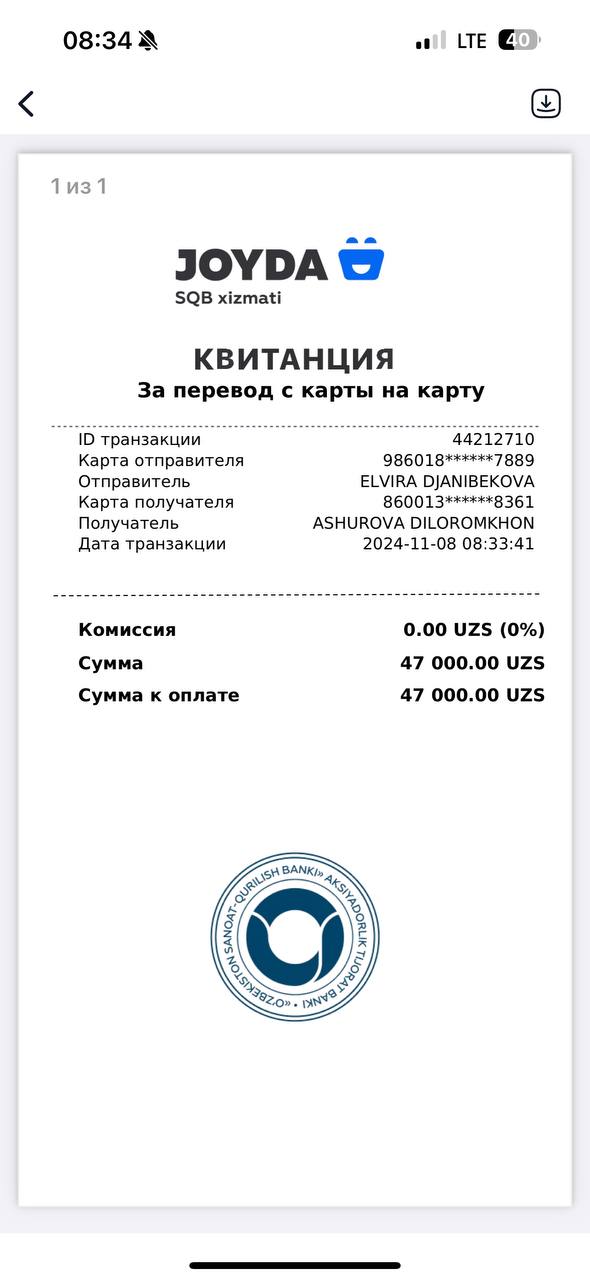 08:34 LTE 40
1 из 1
JOYDA
SQB xizmati
КВИТАНЦИЯ
За перевод с карты на карту
ID транзакции 44212710
Карта отправителя 986018******7889
Отправитель ELVIRA DJANIBEKOVA
Карта получателя 860013******8361
Получатель ASHUROVA DILOROMKHON
Дата транзакции 2024-11-08 08:33:41
Комиссия 0.00 UZS (0%)
Сумма 47 000.00 UZS
Сумма к оплате 47 000.00 UZS
«O‘ZBEKISTON SANOAT-QURILISH BANKI» AKSIYADORLIK TIJORAT BANKI •